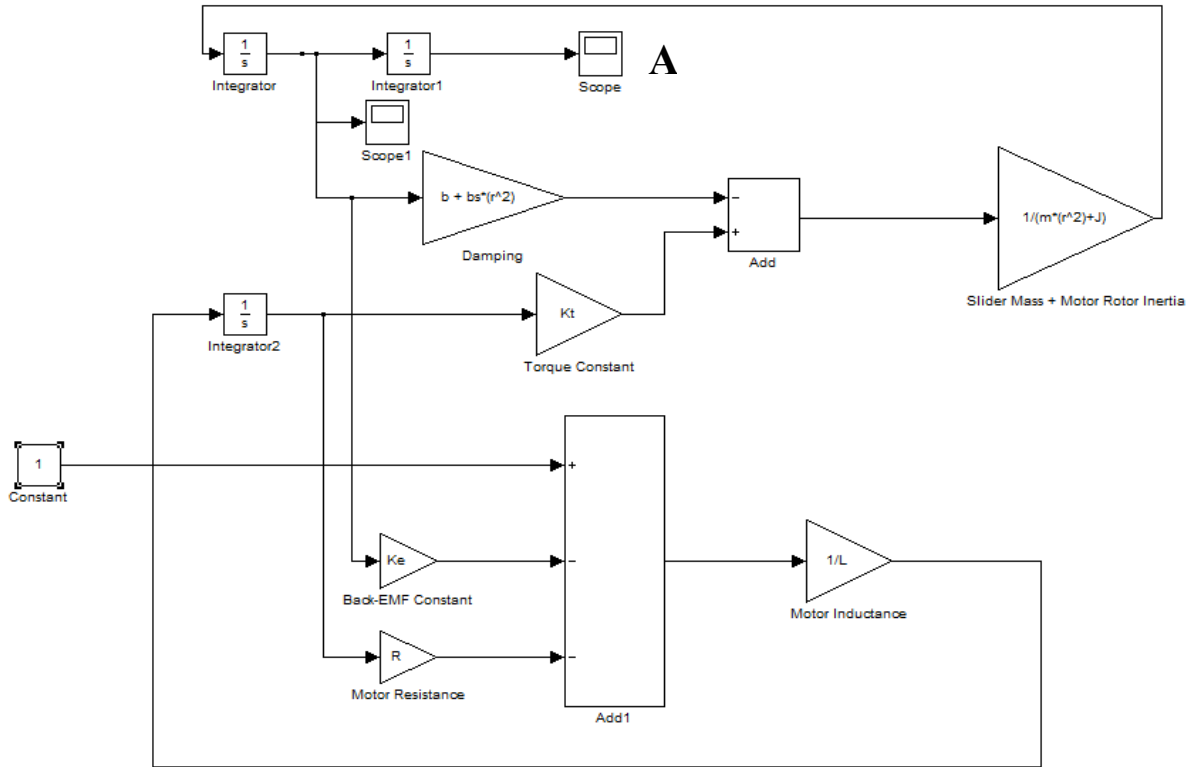 1
s
Integrator
1
s
Integrator1
Scope
A
Scope1
b + bs*(r^2)
Damping
−
+
Add
1/(m*(r^2)+J)
Slider Mass + Motor Rotor Inertia
1
s
Integrator2
Kt
Torque Constant
1
Constant
+
−
−
Add1
Ke
Back-EMF Constant
R
Motor Resistance
1/L
Motor Inductance